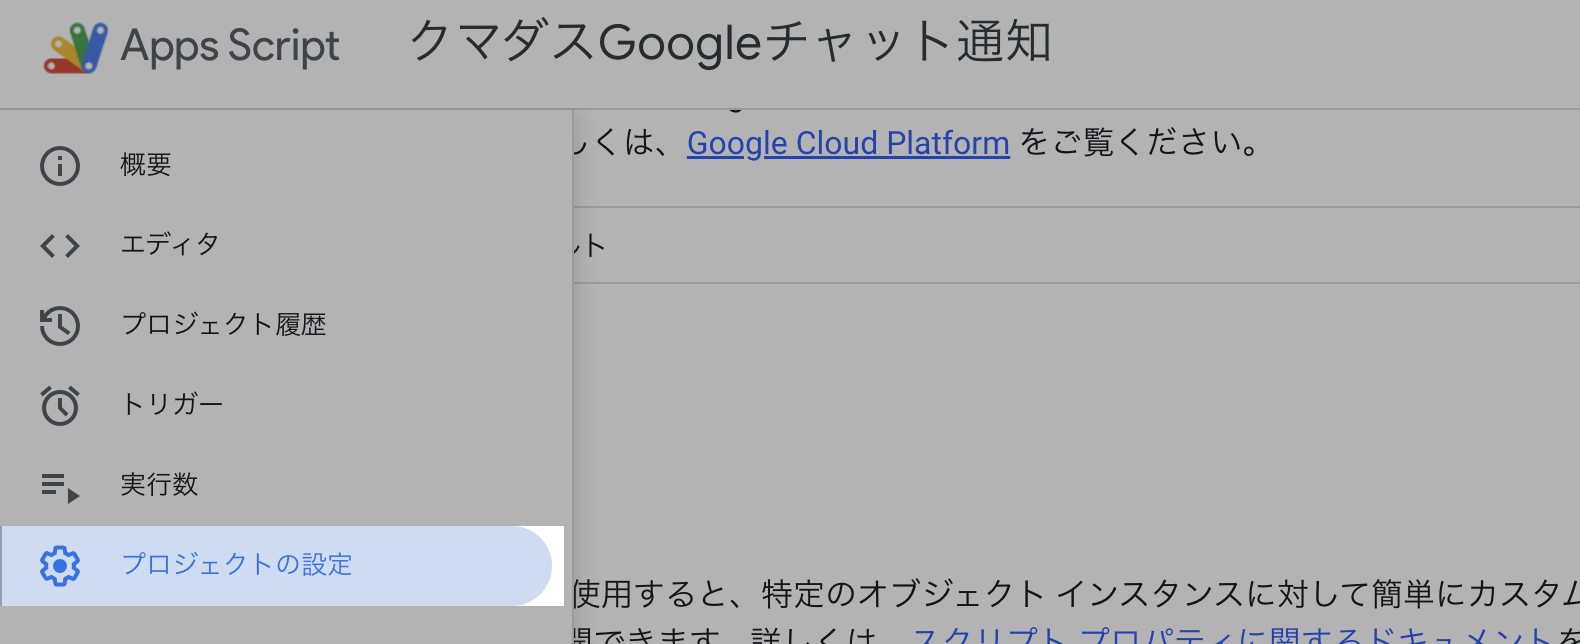 Apps Script
クマダスGoogleチャット通知
概要
エディタ
プロジェクト履歴
トリガー
実行数
プロジェクトの設定
しくは、Google Cloud Platform をご覧ください。
ルト
使用すると、特定のオブジェクト インスタンスに対して簡単にカスタム
開できます。詳しくは、スクリプト プロパティに関するドキュメントを